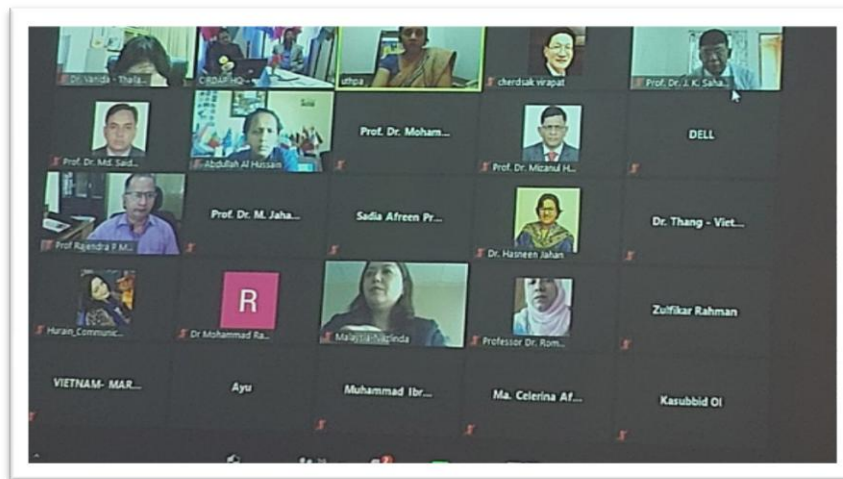 Dr. Vanida - Thaila...
CIRDAP HQ
uthpa
cherdsak virapat
Prof. Dr. J. K. Saha
Prof. Dr. Md. Said...
Abdullah Al Hussain
Prof. Dr. Moham...
Prof. Dr. Mizanul H...
DELL
Prof Rajendra P M...
Prof. Dr. M. Jaha...
Sadia Afreen Pr...
Dr. Hasneen Jahan
Dr. Thang - Viet...
Hurain_Communic...
R
Dr Mohammad Ra...
Malaysia-Nazlinda
Professor Dr. Rom...
Zulfikar Rahman
VIETNAM- MAR...
Ayu
Muhammad Ibr...
Ma. Celerina Af...
Kasubbid OI